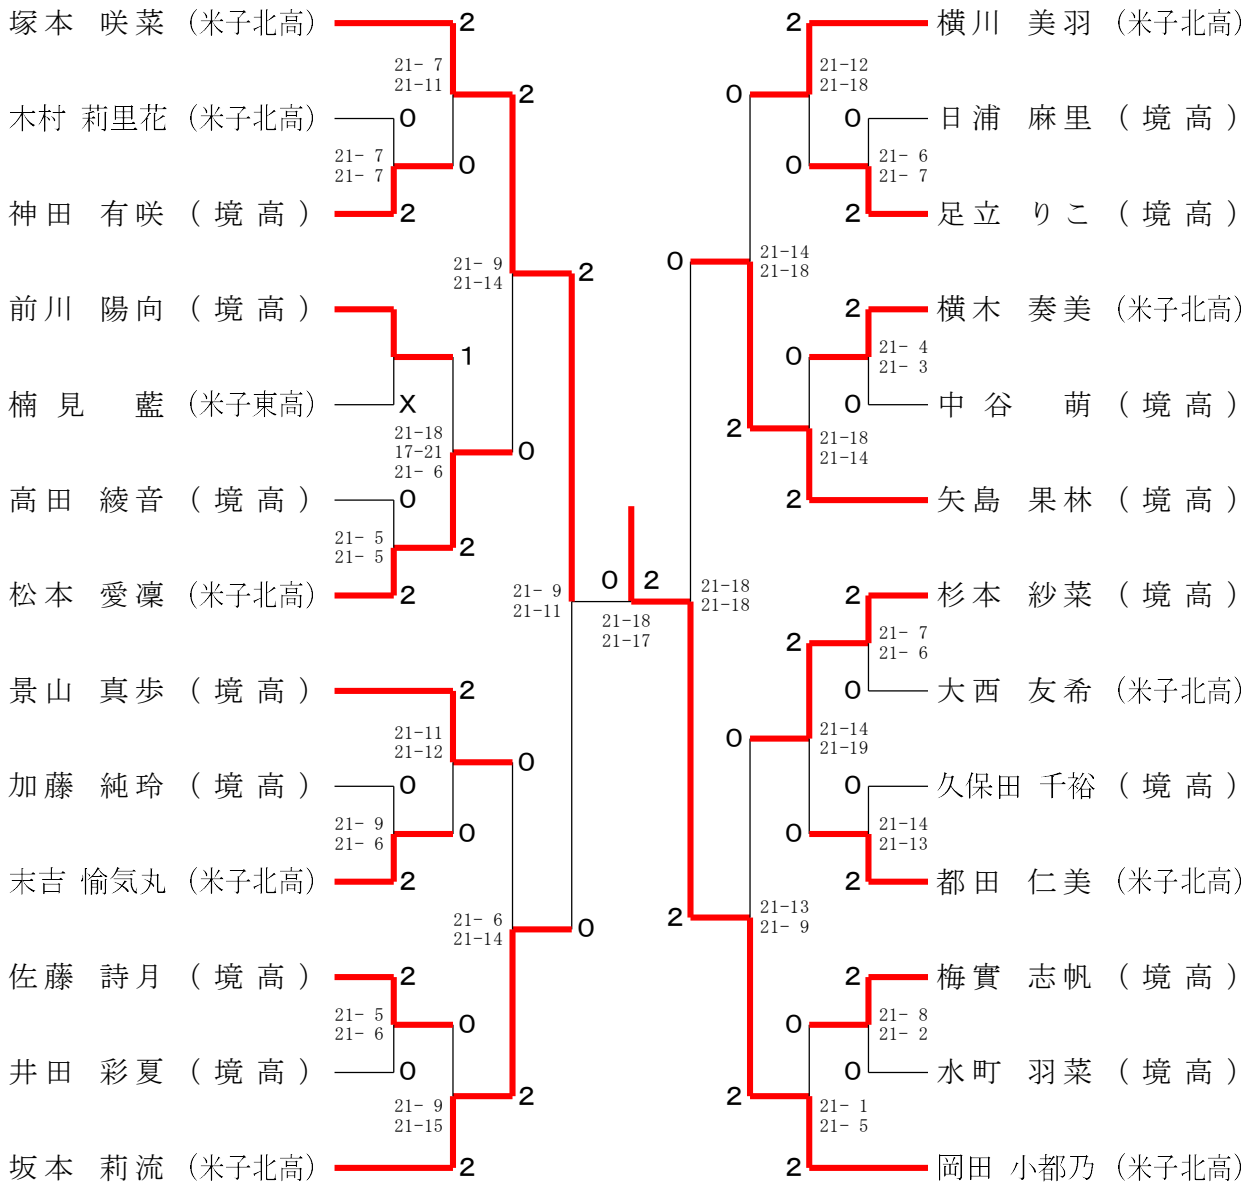 塚本 咲菜 (米子北高) 2
21- 7
21-11
2
木村 莉里花 (米子北高) 0
21- 7
21- 7
0
神田 有咲 (境高) 2
21- 9
21-14
2
前川 陽向 (境高)
1
楠見 藍 (米子東高) X
21-18
17-21
21- 6
0
高田 綾音 (境高) 0
21- 5
21- 5
2
松本 愛凜 (米子北高) 2
21- 9
21-11
0 2
21-18
21-17
景山 真歩 (境高) 2
21-11
21-12
0
加藤 純玲 (境高) 0
21- 9
21- 6
0
末吉 愉気丸 (米子北高) 2
21- 6
21-14
0
佐藤 詩月 (境高) 2
21- 5
21- 6
0
井田 彩夏 (境高) 0
21- 9
21-15
2
坂本 莉流 (米子北高) 2
2 横川 美羽 (米子北高)
21-12
21-18
0
0 日浦 麻里 (境高)
21- 6
21- 7
0
2 足立 りこ (境高)
0
21-14
21-18
2 横木 奏美 (米子北高)
21- 4
21- 3
0
0 中谷 萌 (境高)
2
21-18
21-14
2 矢島 果林 (境高)
21-18
21-18
2 杉本 紗菜 (境高)
21- 7
21- 6
2
0 大西 友希 (米子北高)
0
21-14
21-19
0 久保田 千裕 (境高)
21-14
21-13
0
2 都田 仁美 (米子北高)
2
21-13
21- 9
2 梅實 志帆 (境高)
21- 8
21- 2
0
0 水町 羽菜 (境高)
2
21- 1
21- 5
2 岡田 小都乃 (米子北高)